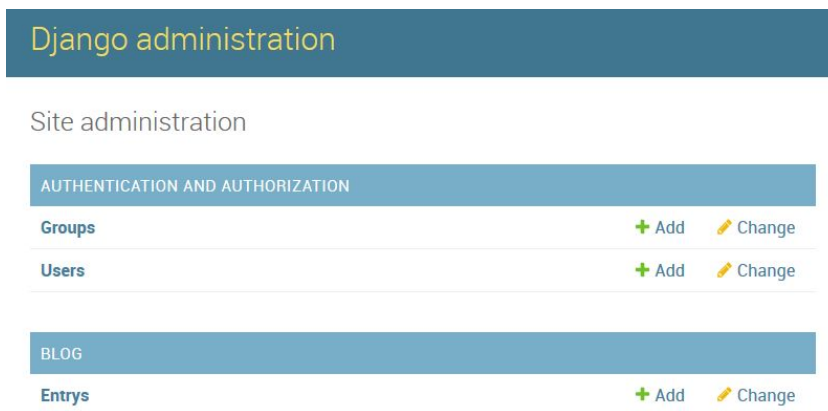 Django administration
Site administration
AUTHENTICATION AND AUTHORIZATION
Groups Add Change
Users Add Change
BLOG
Entrys Add Change